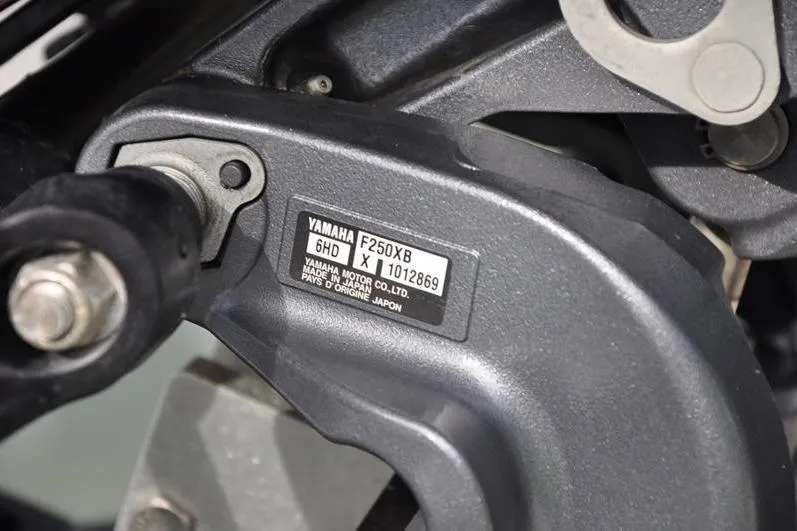 YAMAHA F250XB
6HD X 1012869
YAMAHA MOTOR CO.,LTD.
MADE IN JAPAN
PAYS D'ORIGINE JAPON